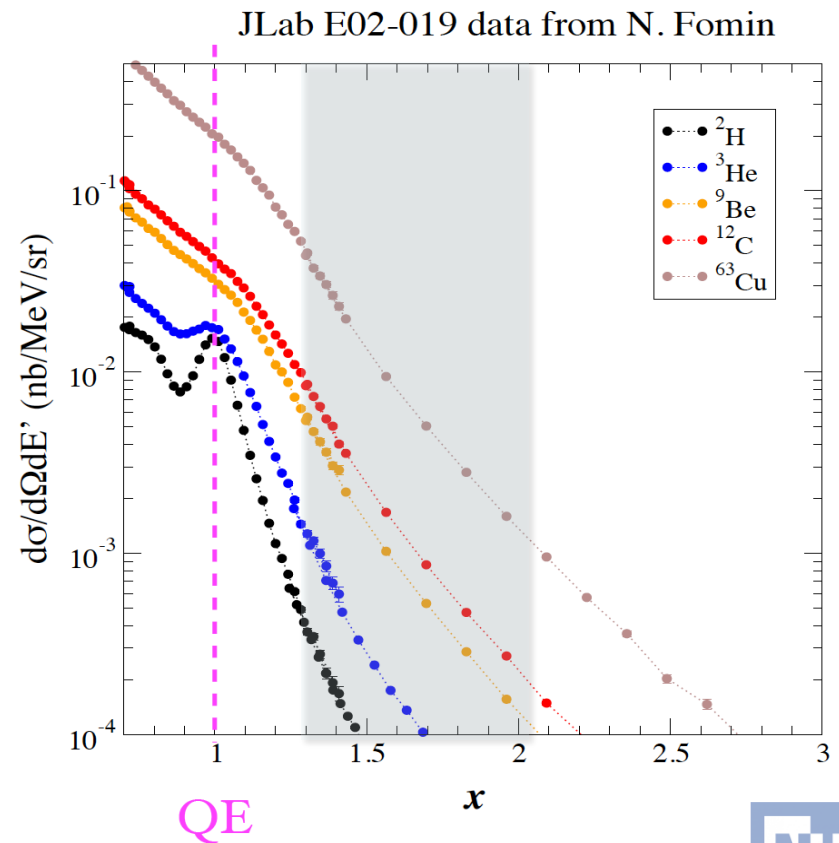 JLab E02-019 data from N. Fomin
dσ/dΩdE' (nb/MeV/sr)
10⁻¹
10⁻²
10⁻³
10⁻⁴
²H
³He
⁹Be
¹²C
⁶³Cu
1 1.5 2 2.5 3
x
QE